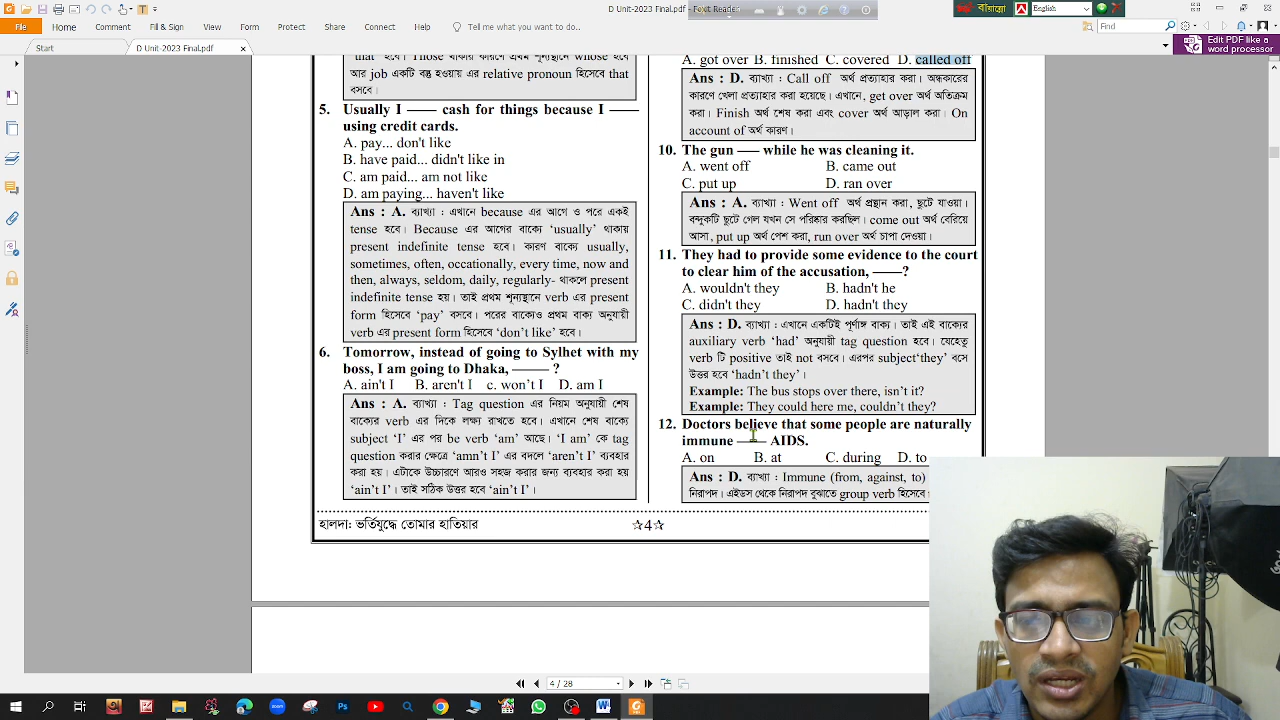 D Unit-2023 Final.pdf - Foxit Reader
বায়ান্নো
English
File
Home
Comment
Fill & Sign
View
Form
Protect
Share
Connect
Help
Tell me what you want to do..
Find
Start
D Unit-2023 Final.pdf
Edit PDF like a
word processor
আর job একটি বস্তু হওয়ায় এর relative pronoun হিসেবে that
বসবে।
5. Usually I —— cash for things because I ——
using credit cards.
A. pay... don't like
B. have paid... didn't like in
C. am paid... am not like
D. am paying... haven't like
Ans : A. ব্যাখ্যা : এখানে because এর আগে ও পরে একই
tense হবে। Because এর আগের বাক্যে ‘usually’ থাকায়
present indefinite tense হবে। কারণ বাক্যে usually,
sometimes, often, occationally, every time, now and
then, always, seldom, daily, regularly- থাকলে present
indefinite tense হয়। তাই প্রথম শূন্যস্থানে verb এর present
form হিসেবে ‘pay’ বসবে। পরের বাক্যেও প্রথম বাক্য অনুযায়ী
verb এর present form হিসেবে ‘don’t like’ হবে।
6. Tomorrow, instead of going to Sylhet with my
boss, I am going to Dhaka, ——– ?
A. ain't I B. aren't I c. won’t I D. am I
Ans : A. ব্যাখ্যা : Tag question এর নিয়ম অনুযায়ী শেষ
বাক্যের verb এর দিকে লক্ষ্য রাখতে হবে। এখানে শেষ বাক্যে
subject ‘I’ এর পর be verb ‘am’ আছে। ‘I am’ কে tag
question করার ক্ষেত্রে ‘amn’t I’ এর বদলে ‘aren’t I’ ব্যবহার
করা হয়। এটাকে উচ্চারণে আরও সহজ করার জন্য ব্যবহার করা হয়
‘ain’t I’। তাই সঠিক উত্তর হবে ‘ain’t I’।
A. got over B. finished C. covered D. called off
Ans : D. ব্যাখ্যা : Call off অর্থ প্রত্যাহার করা। অন্ধকারের
কারণে খেলা প্রত্যাহার করা হয়েছে। এখানে, get over অর্থ অতিক্রম
করা। Finish অর্থ শেষ করা এবং cover অর্থ আড়াল করা। On
account of অর্থ কারণ।
10. The gun —– while he was cleaning it.
A. went off B. came out
C. put up D. ran over
Ans : A. ব্যাখ্যা : Went off অর্থ প্রস্থান করা, ছুটে যাওয়া।
বন্দুকটি ছুটে গেল যখন সে পরিষ্কার করছিল। come out অর্থ বেরিয়ে
আসা, put up অর্থ পেশ করা, run over অর্থ চাপা দেওয়া।
11. They had to provide some evidence to the court
to clear him of the accusation, ——?
A. wouldn't they B. hadn't he
C. didn't they D. hadn't they
Ans : D. ব্যাখ্যা : এখানে একটিই পূর্ণাঙ্গ বাক্য। তাই এই বাক্যের
auxiliary verb ‘had’ অনুযায়ী tag question হবে। যেহেতু
verb টি positive তাই not বসবে। এরপর subject‘they’ বসে
উত্তর হবে ‘hadn’t they’।
Example: The bus stops over there, isn’t it?
Example: They could here me, couldn’t they?
12. Doctors believe that some people are naturally
immune —— AIDS.
A. on B. at C. during D. to
Ans : D. ব্যাখ্যা : Immune (from, against, to)
নিরাপদ। এইডস থেকে নিরাপদ বুঝাতে group verb হিসেবে
হালদা: ভর্তিযুদ্ধে তোমার হাতিয়ার
☆4☆
4 / 28